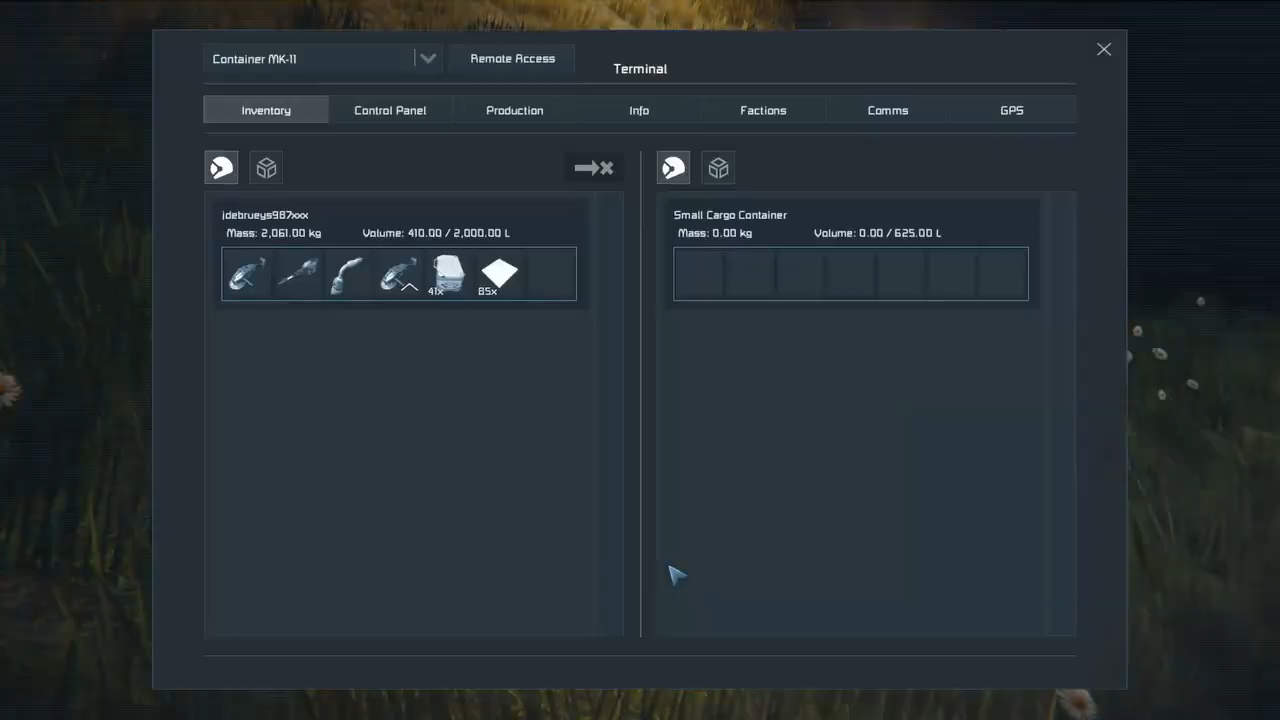 Container MK-11
Remote Access
Terminal
Inventory
Control Panel
Production
Info
Factions
Comms
GPS
jdebrueys987xxx
Mass: 2,061.00 kg
Volume: 410.00 / 2,000.00 L
41x
85x
Small Cargo Container
Mass: 0.00 kg
Volume: 0.00 / 625.00 L